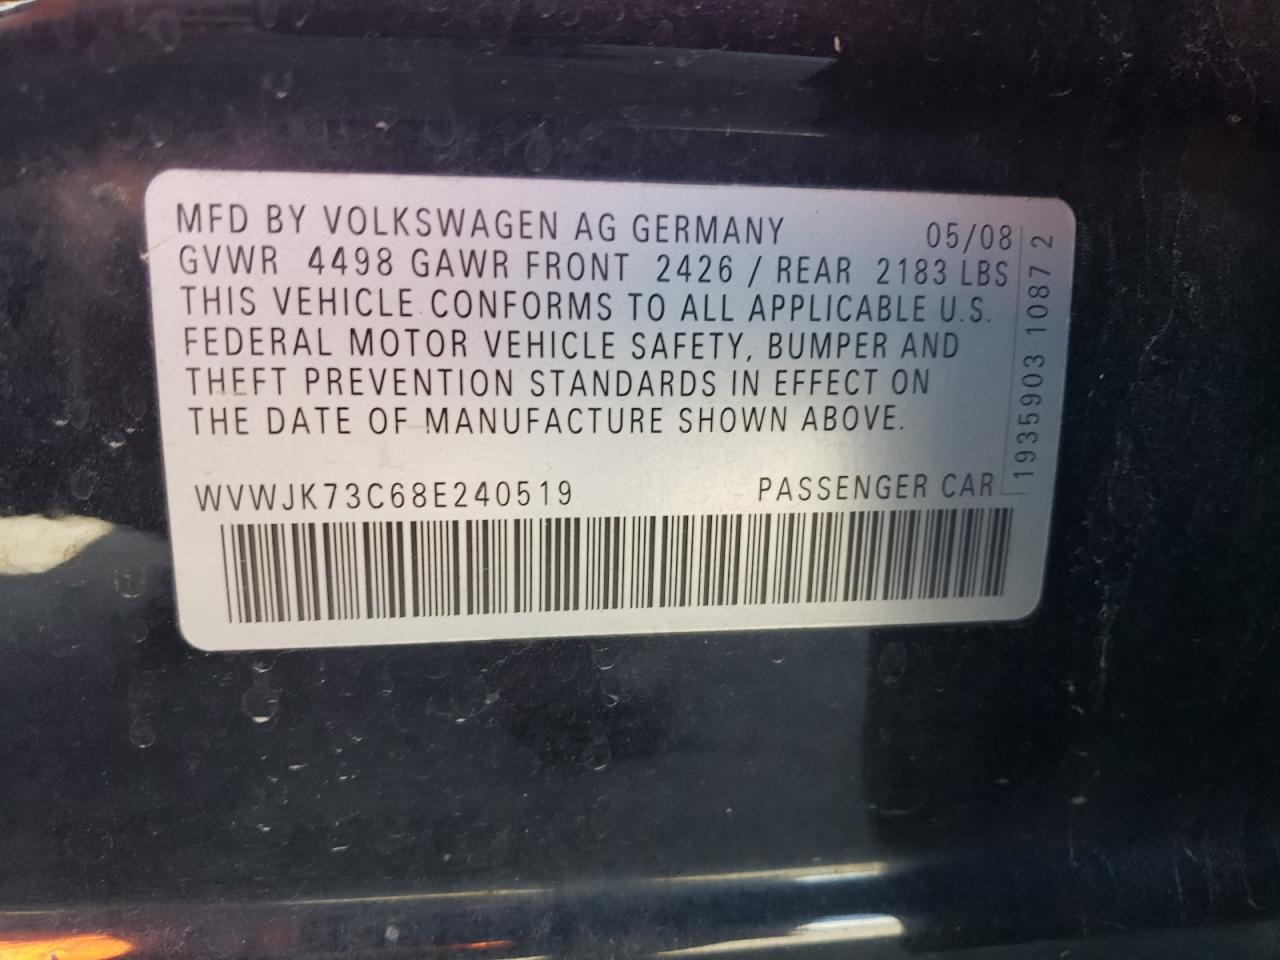 MFD BY VOLKSWAGEN AG GERMANY 05/08
GVWR 4498 GAWR FRONT 2426 / REAR 2183 LBS
THIS VEHICLE CONFORMS TO ALL APPLICABLE U.S.
FEDERAL MOTOR VEHICLE SAFETY, BUMPER AND
THEFT PREVENTION STANDARDS IN EFFECT ON
THE DATE OF MANUFACTURE SHOWN ABOVE.
WVWJK73C68E240519 PASSENGER CAR
1935903 10872